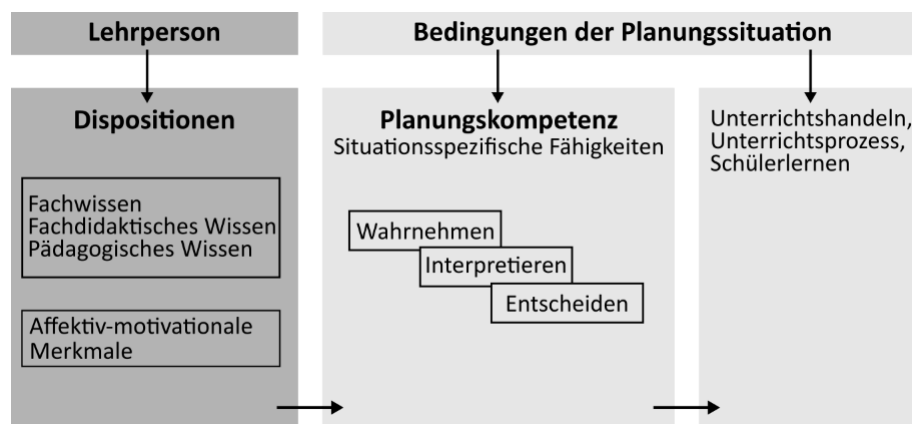 Lehrperson
Bedingungen der Planungssituation
Dispositionen
Fachwissen
Fachdidaktisches Wissen
Pädagogisches Wissen
Affektiv-motivationale
Merkmale
Planungskompetenz
Situationsspezifische Fähigkeiten
Wahrnehmen
Interpretieren
Entscheiden
Unterrichtshandeln,
Unterrichtsprozess,
Schülerlernen